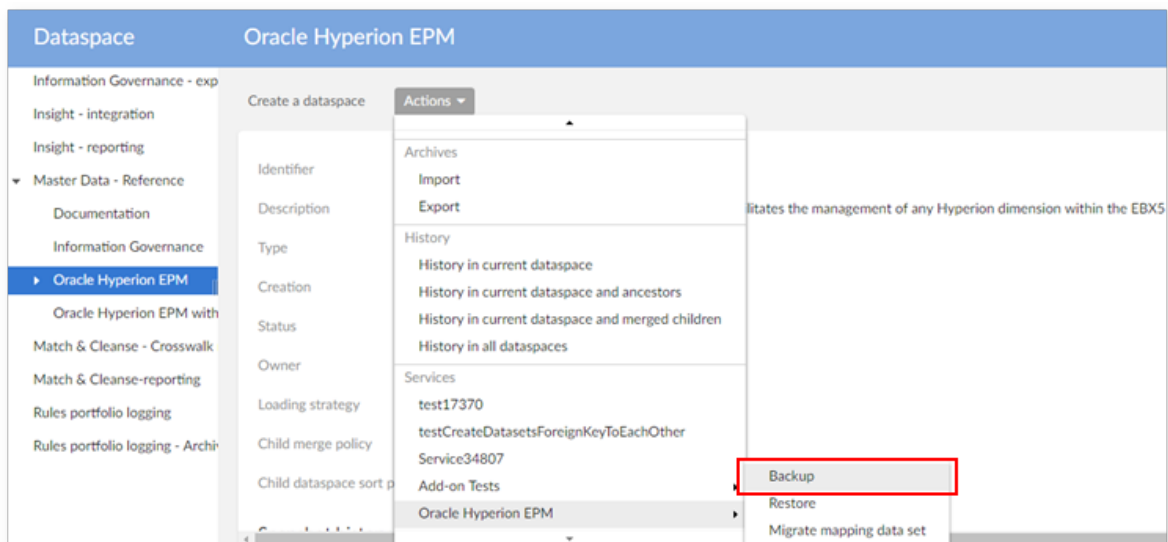 Dataspace
Oracle Hyperion EPM
Information Governance - exp
Insight - integration
Insight - reporting
Master Data - Reference
Documentation
Information Governance
Oracle Hyperion EPM
Oracle Hyperion EPM with
Match & Cleanse - Crosswalk
Match & Cleanse-reporting
Rules portfolio logging
Rules portfolio logging - Archiv
Create a dataspace
Actions
Identifier
Description
litates the management of any Hyperion dimension within the EBX5
Type
Creation
Status
Owner
Loading strategy
Child merge policy
Child dataspace sort p
Archives
Import
Export
History
History in current dataspace
History in current dataspace and ancestors
History in current dataspace and merged children
History in all dataspaces
Services
test17370
testCreateDatasetsForeignKeyToEachOther
Service34807
Add-on Tests
Oracle Hyperion EPM
Backup
Restore
Migrate mapping data set